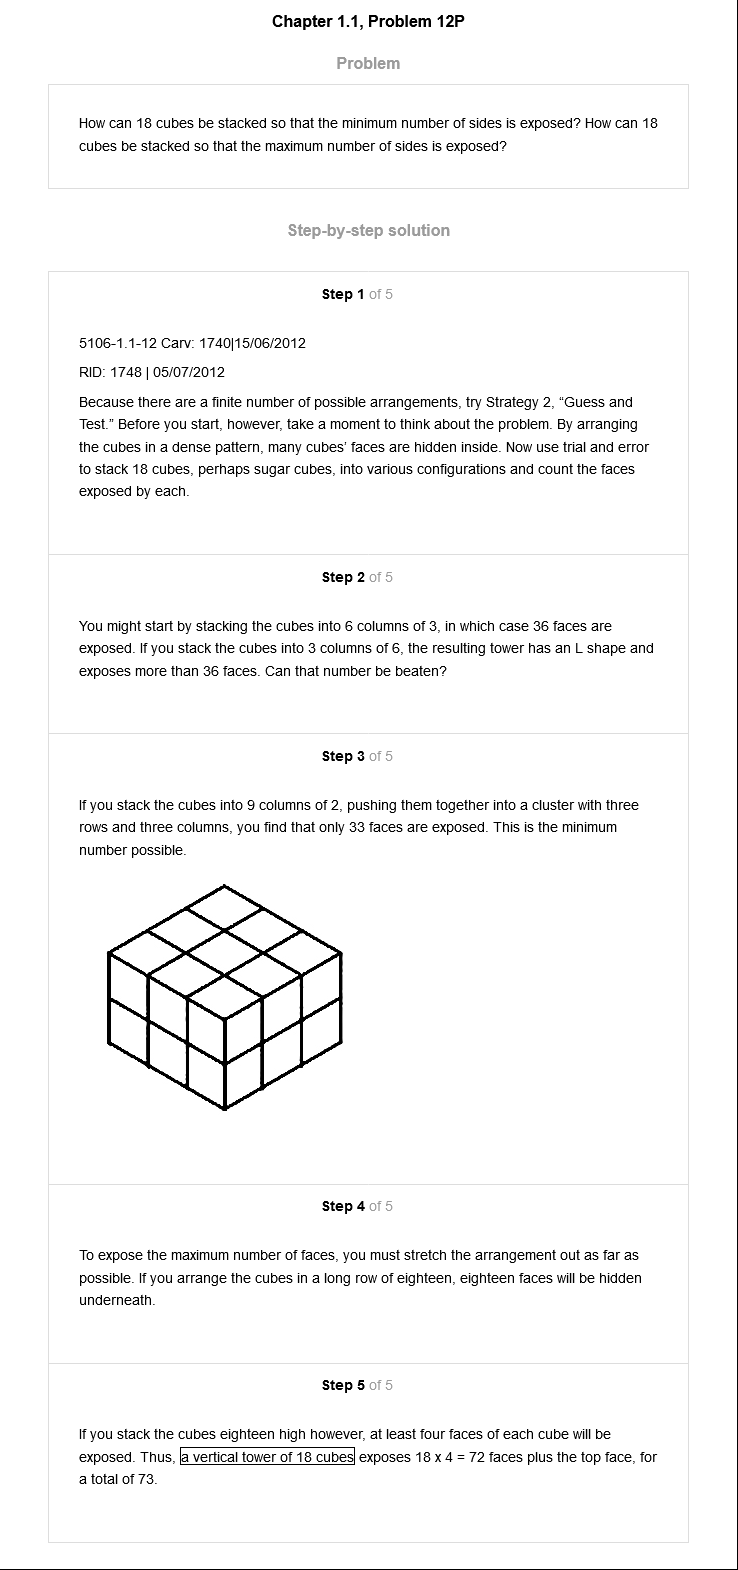 Chapter 1.1, Problem 12P
Problem
How can 18 cubes be stacked so that the minimum number of sides is exposed? How can 18
cubes be stacked so that the maximum number of sides is exposed?
Step-by-step solution
Step 1 of 5
5106-1.1-12 Carv: 1740|15/06/2012
RID: 1748 | 05/07/2012
Because there are a finite number of possible arrangements, try Strategy 2, “Guess and
Test.” Before you start, however, take a moment to think about the problem. By arranging
the cubes in a dense pattern, many cubes’ faces are hidden inside. Now use trial and error
to stack 18 cubes, perhaps sugar cubes, into various configurations and count the faces
exposed by each.
Step 2 of 5
You might start by stacking the cubes into 6 columns of 3, in which case 36 faces are
exposed. If you stack the cubes into 3 columns of 6, the resulting tower has an L shape and
exposes more than 36 faces. Can that number be beaten?
Step 3 of 5
If you stack the cubes into 9 columns of 2, pushing them together into a cluster with three
rows and three columns, you find that only 33 faces are exposed. This is the minimum
number possible.
Step 4 of 5
To expose the maximum number of faces, you must stretch the arrangement out as far as
possible. If you arrange the cubes in a long row of eighteen, eighteen faces will be hidden
underneath.
Step 5 of 5
If you stack the cubes eighteen high however, at least four faces of each cube will be
exposed. Thus, a vertical tower of 18 cubes exposes 18 x 4 = 72 faces plus the top face, for
a total of 73.